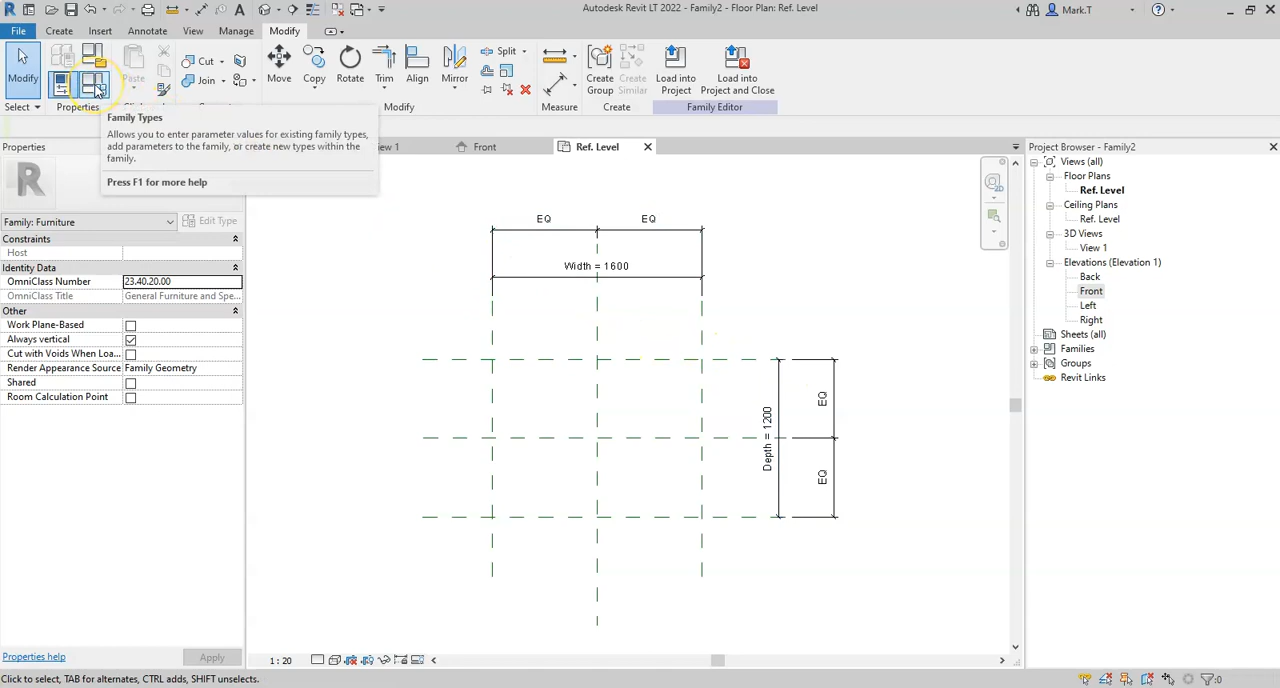 Autodesk Revit LT 2022 - Family2 - Floor Plan: Ref. Level
Mark.T
File Create Insert Annotate View Manage Modify
Modify
Paste
Cut
Join
Move
Copy
Rotate
Trim
Align
Mirror
Split
Create Group
Create Similar
Load into Project
Load into Project and Close
Select
Properties
Modify
Measure
Create
Family Editor
Family Types
Allows you to enter parameter values for existing family types,
add parameters to the family, or create new types within the
family.
Press F1 for more help
Properties
Family: Furniture
Edit Type
Constraints
Host
Identity Data
OmniClass Number 23.40.20.00
OmniClass Title General Furniture and Spe...
Other
Work Plane-Based
Always vertical
Cut with Voids When Loa...
Render Appearance Source Family Geometry
Shared
Room Calculation Point
Properties help
Apply
Front
Ref. Level
EQ EQ
Width = 1600
Depth = 1200
EQ
EQ
2D
1 : 20
Project Browser - Family2
Views (all)
Floor Plans
Ref. Level
Ceiling Plans
Ref. Level
3D Views
View 1
Elevations (Elevation 1)
Back
Front
Left
Right
Sheets (all)
Families
Groups
Revit Links
Click to select, TAB for alternates, CTRL adds, SHIFT unselects.
:0